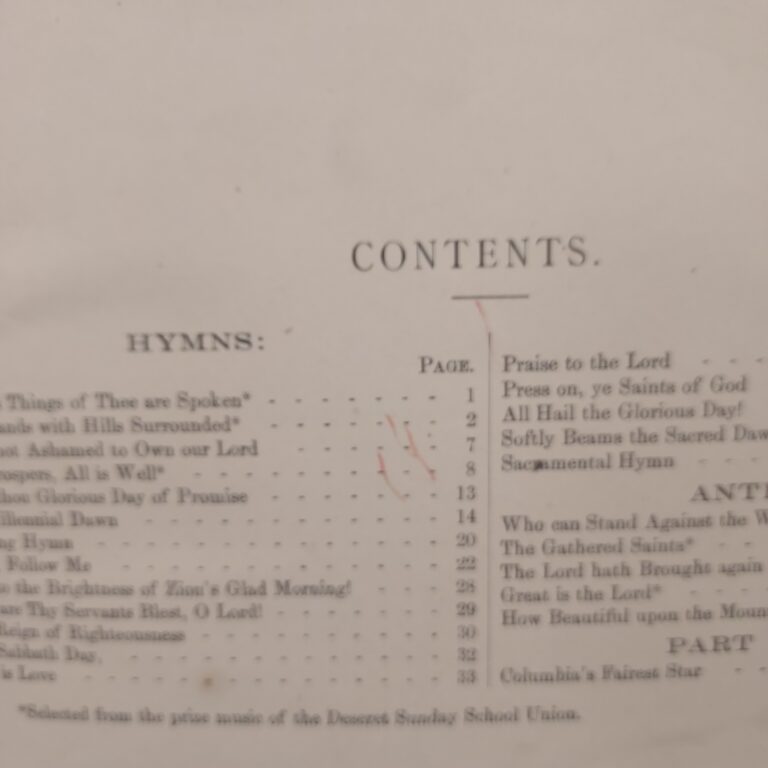 CONTENTS.
HYMNS:
PAGE.
Things of Thee are Spoken* - - - - - - 1
with Hills Surrounded* - - - - - - 2
Ashamed to Own our Lord - - - - - 7
All is Well* - - - - - - - - 8
Glorious Day of Promise - - - - - - 13
Dawn - - - - - - - - - - 14
Hymn - - - - - - - - - - 20
Follow Me - - - - - - - - - - 22
the Brightness of Zion's Glad Morning! - - - 28
are Thy Servants Blest, O Lord! - - - - - 29
Reign of Righteousness - - - - - - - - 30
Sabbath Day, - - - - - - - - - 32
is Love - - - - - - - - - - 33
*Selected from the prize music of the Deseret Sunday School Union.
Praise to the Lord - - -
Press on, ye Saints of God
All Hail the Glorious Day!
Softly Beams the Sacred
Sacramental Hymn - - -
Who can Stand Against the
The Gathered Saints* - -
The Lord hath Brought again
Great is the Lord* - - -
How Beautiful upon the
PART
Columbia's Fairest Star - -